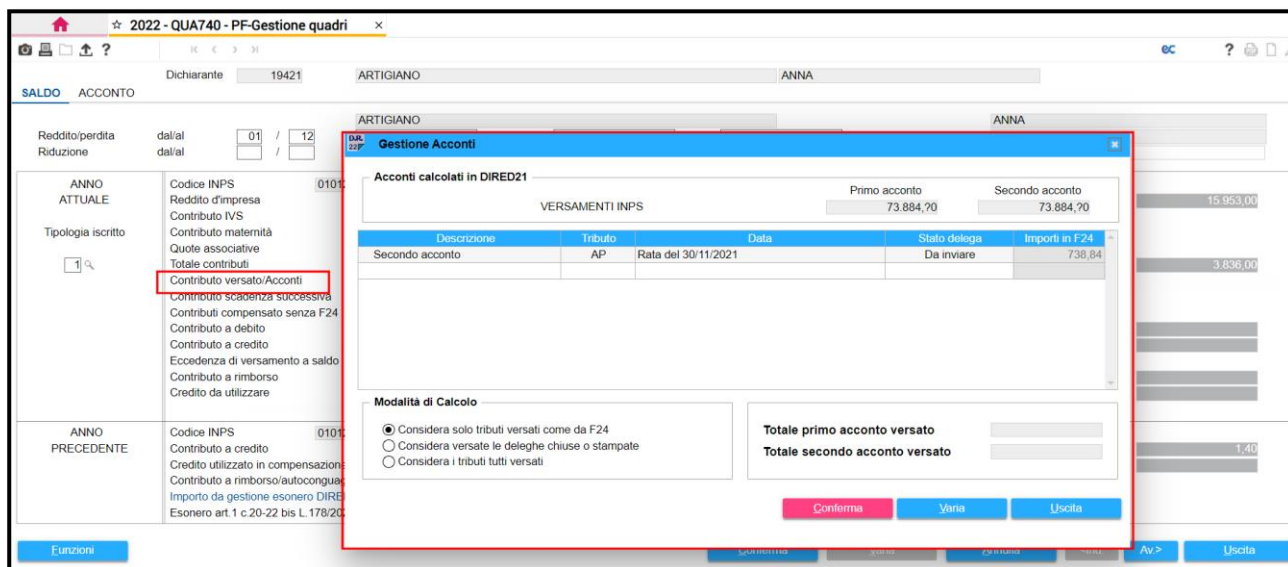 ☆ 2022 - QUA740 - PF-Gestione quadri ×
Dichiarante 19421 ARTIGIANO ANNA
SALDO ACCONTO
ARTIGIANO ANNA
Reddito/perdita dal/al 01 / 12
Riduzione dal/al /
D.R. 22 Gestione Acconti
Acconti calcolati in DIRED21
Primo acconto Secondo acconto
VERSAMENTI INPS 73.884,?0 73.884,?0
Descrizione Tributo Data Stato delega Importi in F24
Secondo acconto AP Rata del 30/11/2021 Da inviare 738,84
Modalità di Calcolo
Considera solo tributi versati come da F24
Considera versate le deleghe chiuse o stampate
Considera i tributi tutti versati
Totale primo acconto versato
Totale secondo acconto versato
Conferma Varia Uscita
ANNO ATTUALE
Tipologia iscritto
1
Codice INPS 0101
Reddito d'impresa 15.953,00
Contributo IVS
Contributo maternità
Quote associative
Totale contributi 3.836,00
Contributo versato/Acconti
Contributo scadenza successiva
Contributi compensato senza F24
Contributo a debito
Contributo a credito
Eccedenza di versamento a saldo
Contributo a rimborso
Credito da utilizzare
ANNO PRECEDENTE
Codice INPS 0101
Contributo a credito 1,40
Credito utilizzato in compensazione
Contributo a rimborso/autoconguag
Importo da gestione esonero DIRE
Esonero art.1 c.20-22 bis L.178/20
Funzioni Conferma Varia Annulla <Ind. Av.> Uscita